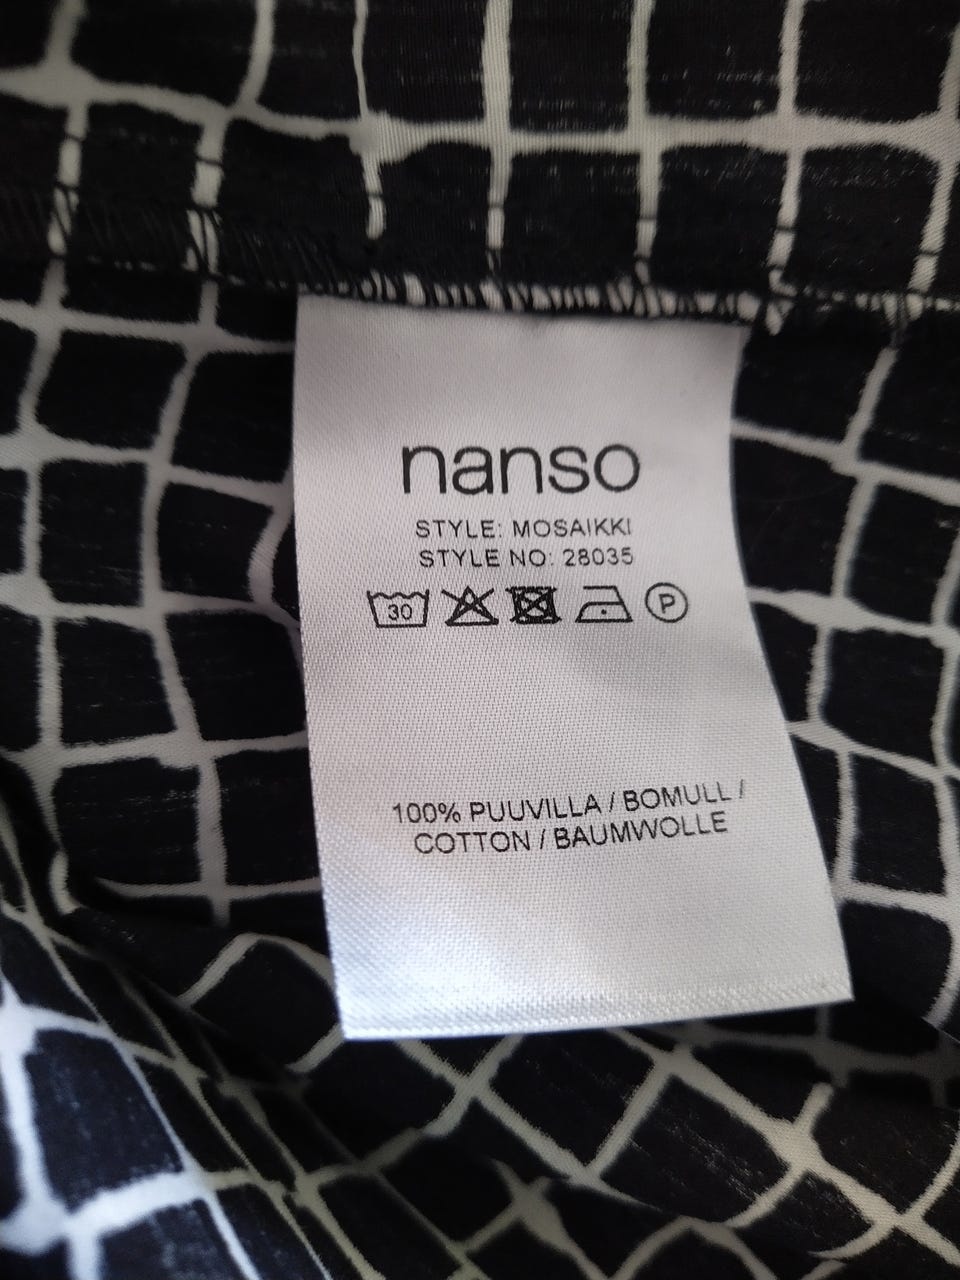 nanso
STYLE: MOSAIKKI
STYLE NO: 28035
30 P
100% PUUVILLA / BOMULL /
COTTON / BAUMWOLLE